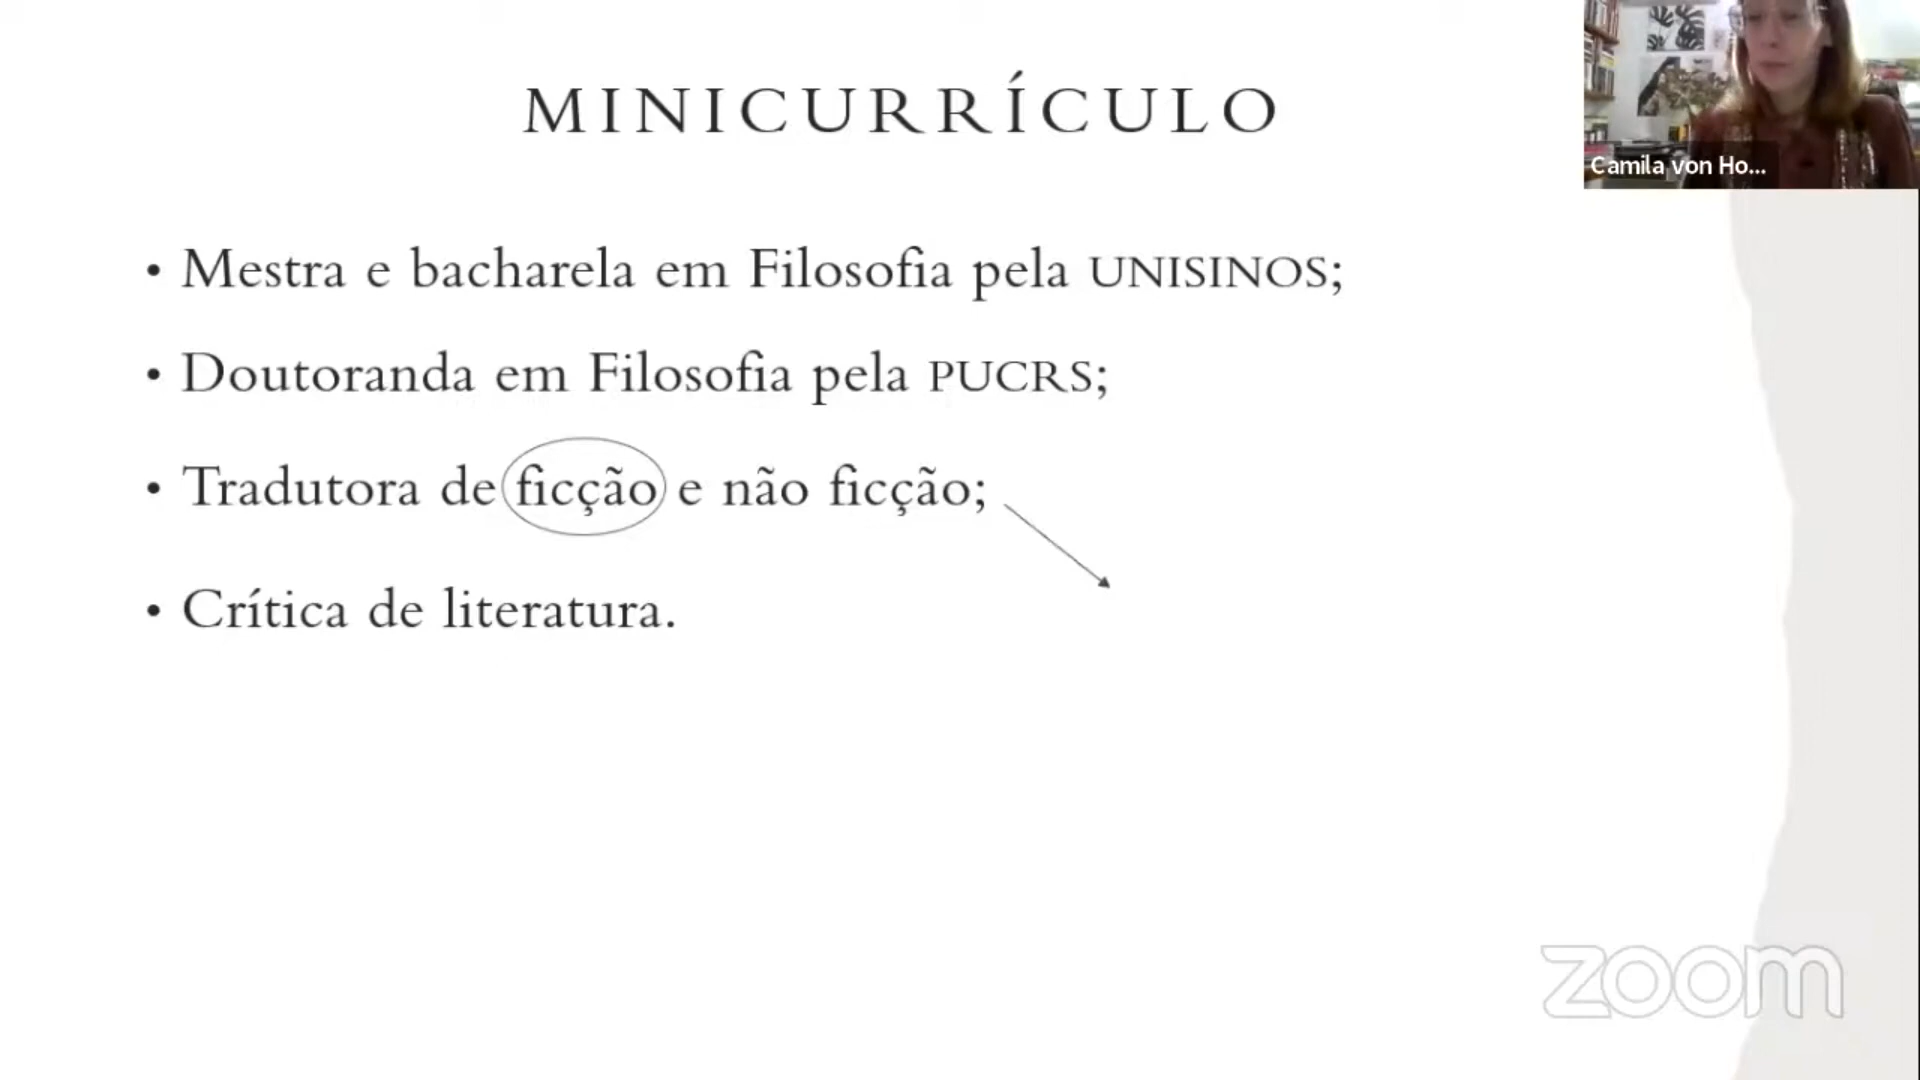 MINICURRÍCULO
Camila von Ho...
• Mestra e bacharela em Filosofia pela UNISINOS;
• Doutoranda em Filosofia pela PUCRS;
• Tradutora de ficção e não ficção;
• Crítica de literatura.
zoom